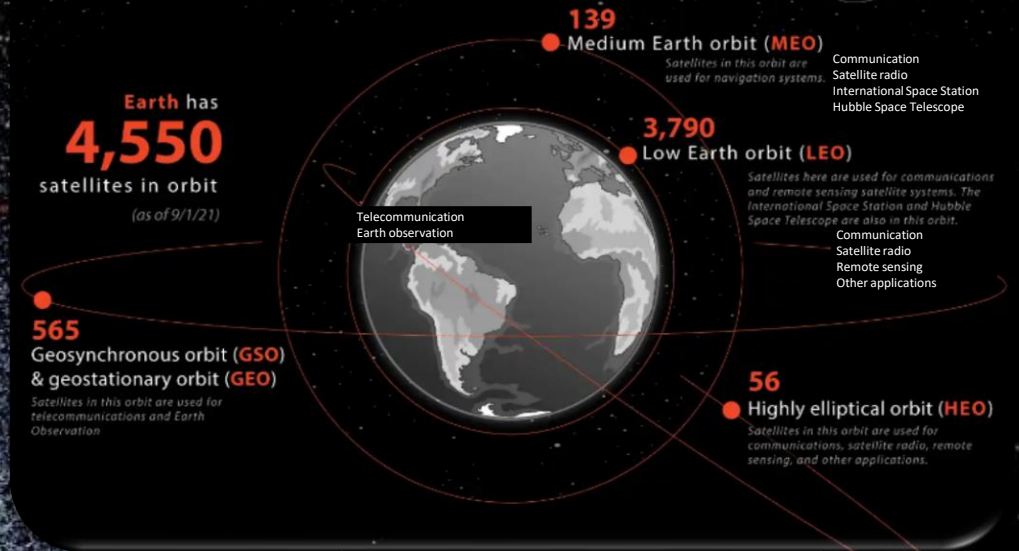 139
Medium Earth orbit (MEO)
Satellites in this orbit are
used for navigation systems.
Communication
Satellite radio
International Space Station
Hubble Space Telescope
Earth has
4,550
satellites in orbit
(as of 9/1/21)
3,790
Low Earth orbit (LEO)
Satellites here are used for communications
and remote sensing satellite systems. The
International Space Station and Hubble
Space Telescope are also in this orbit.
Telecommunication
Earth observation
Communication
Satellite radio
Remote sensing
Other applications
565
Geosynchronous orbit (GSO)
& geostationary orbit (GEO)
Satellites in this orbit are used for
telecommunications and Earth
Observation
56
Highly elliptical orbit (HEO)
Satellites in this orbit are used for
communications, satellite radio, remote
sensing, and other applications.